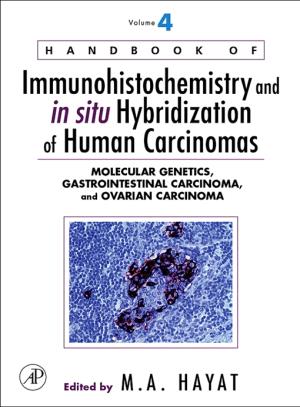 Volume 4
HANDBOOK OF
Immunohistochemistry and
in situ Hybridization
of Human Carcinomas
MOLECULAR GENETICS,
GASTROINTESTINAL CARCINOMA,
and OVARIAN CARCINOMA
AP
Edited by M.A. HAYAT